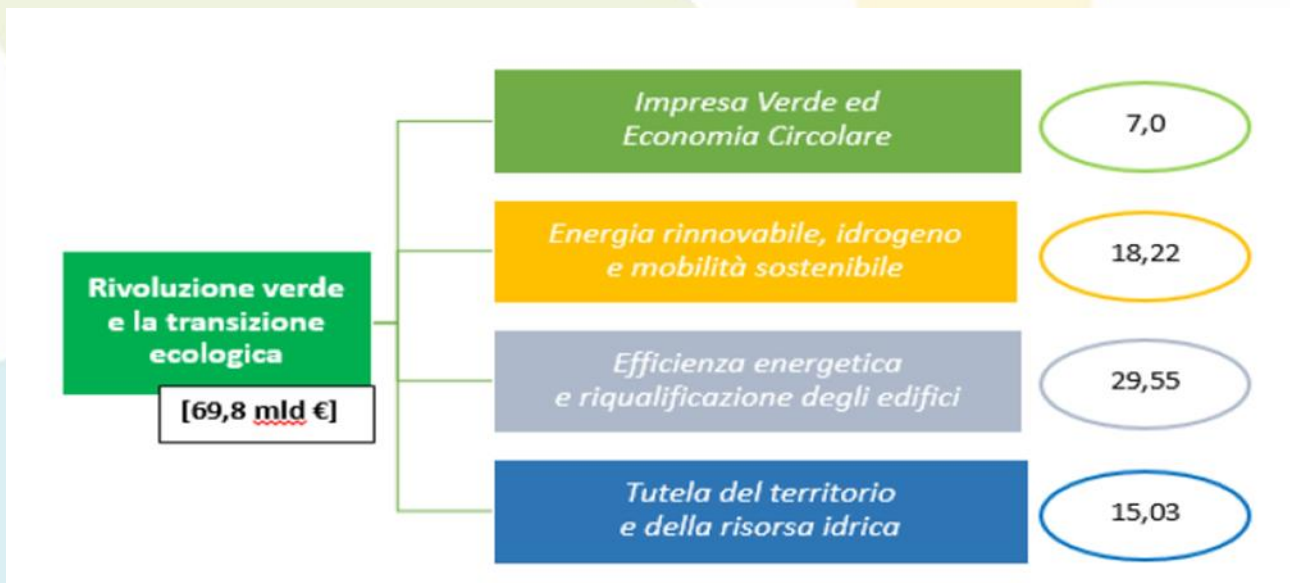 Impresa Verde ed
Economia Circolare
7,0
Energia rinnovabile, idrogeno
e mobilità sostenibile
18,22
Rivoluzione verde
e la transizione
ecologica
[69,8 mld €]
Efficienza energetica
e riqualificazione degli edifici
29,55
Tutela del territorio
e della risorsa idrica
15,03